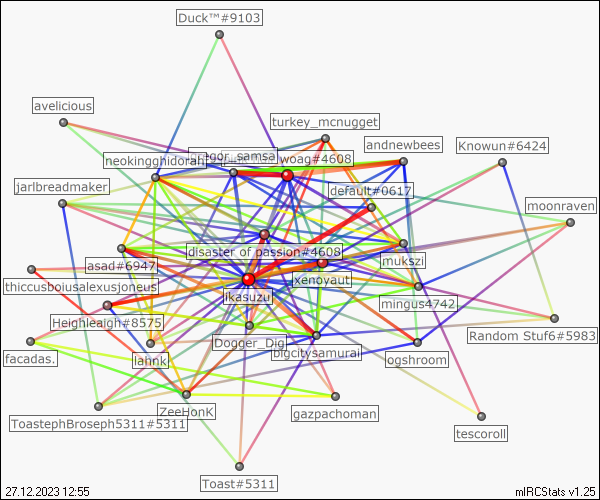 Duck™#9103
avelicious
turkey_mcnugget
andnewbees
Knowun#6424
gregor_samsa
woag#4608
neokingghidorah
jarlbreadmaker
default#0617
moonraven
disaster of passion#4608
mukszi
asad#6947
xenoyaut
thiccusboiusalexusjoneus
ikasuzu
mingus4742
Heighleaigh#8575
Random Stuf6#5983
Dogger_Dig
bigcitysamurai
facadas.
lahnk
ogshroom
ToastephBroseph5311#5311
ZeeHonK
gazpachoman
tescoroll
Toast#5311
27.12.2023 12:55
mIRCStats v1.25